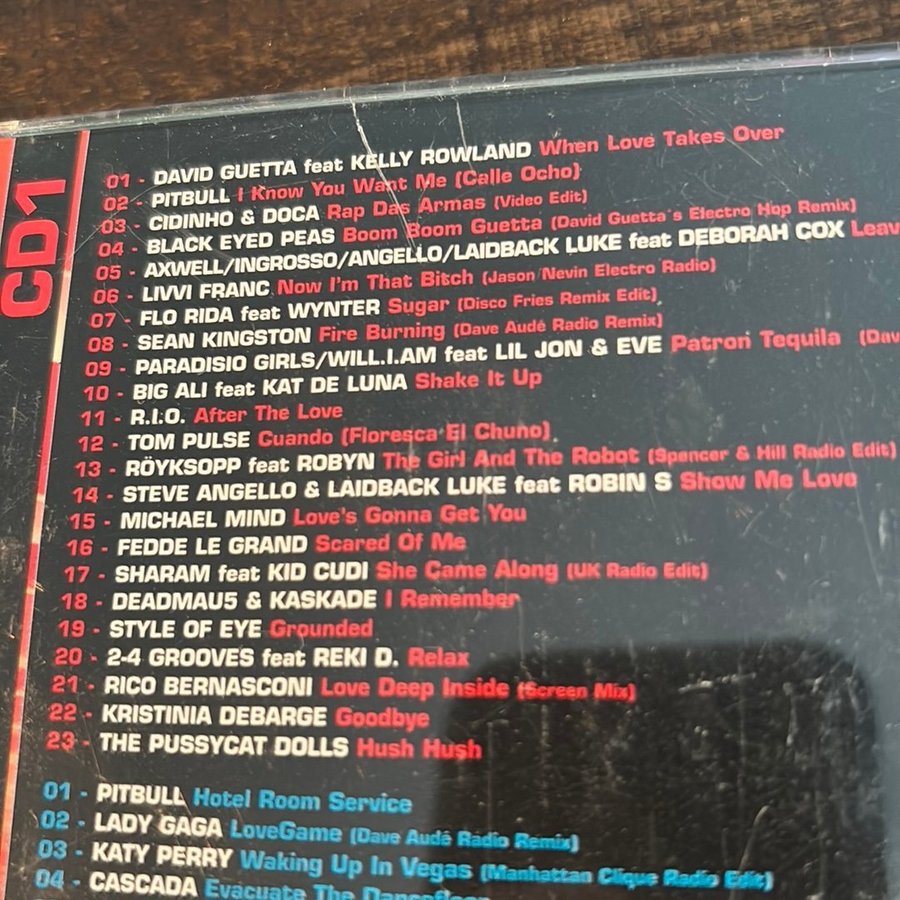 CD1
01 - DAVID GUETTA feat KELLY ROWLAND When Love Takes Over
02 - PITBULL I Know You Want Me (Calle Ocho)
03 - CIDINHO & DOCA Rap Das Armas (Video Edit)
04 - BLACK EYED PEAS Boom Boom Guetta (David Guetta's Electro Hop Remix)
05 - AXWELL/INGROSSO/ANGELLO/LAIDBACK LUKE feat DEBORAH COX Leav
06 - LIVVI FRANC Now I'm That Bitch (Jason Nevin Electro Radio)
07 - FLO RIDA feat WYNTER Sugar (Disco Fries Remix Edit)
08 - SEAN KINGSTON Fire Burning (Dave Audé Radio Remix)
09 - PARADISIO GIRLS/WILL.I.AM feat LIL JON & EVE Patron Tequila (Dav
10 - BIG ALI feat KAT DE LUNA Shake It Up
11 - R.I.O. After The Love
12 - TOM PULSE Cuando (Floresca El Chuno)
13 - RÖYKSOPP feat ROBYN The Girl And The Robot (Spencer & Hill Radio Edit)
14 - STEVE ANGELLO & LAIDBACK LUKE feat ROBIN S Show Me Love
15 - MICHAEL MIND Love's Gonna Get You
16 - FEDDE LE GRAND Scared Of Me
17 - SHARAM feat KID CUDI She Came Along (UK Radio Edit)
18 - DEADMAU5 & KASKADE I Remember
19 - STYLE OF EYE Grounded
20 - 2-4 GROOVES feat REKI D. Relax
21 - RICO BERNASCONI Love Deep Inside (Screen Mix)
22 - KRISTINIA DEBARGE Goodbye
23 - THE PUSSYCAT DOLLS Hush Hush
01 - PITBULL Hotel Room Service
02 - LADY GAGA LoveGame (Dave Audé Radio Remix)
03 - KATY PERRY Waking Up In Vegas (Manhattan Clique Radio Edit)
04 - CASCADA Evacuate The Dancefloor